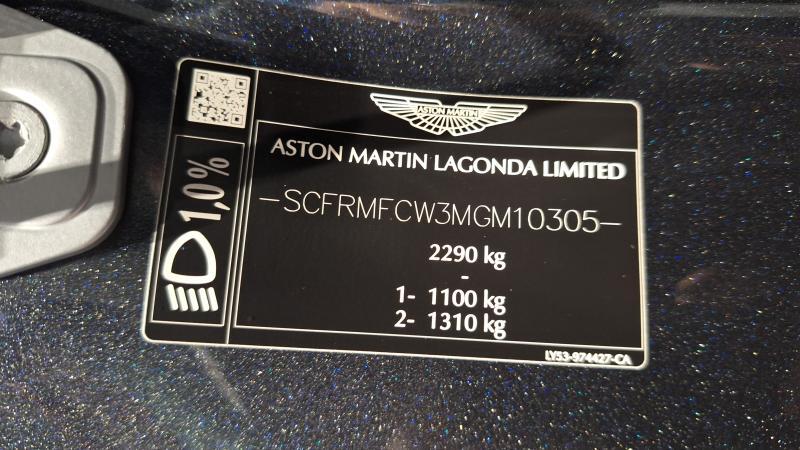 ASTON MARTIN
ASTON MARTIN LAGONDA LIMITED
-SCFRMFCW3MGM10305-
2290 kg
-
1- 1100 kg
2- 1310 kg
1,0%
LY53-974427-CA